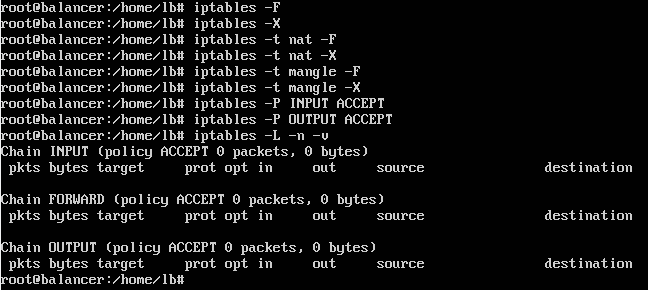 root@balancer:/home/lb# iptables -F
root@balancer:/home/lb# iptables -X
root@balancer:/home/lb# iptables -t nat -F
root@balancer:/home/lb# iptables -t nat -X
root@balancer:/home/lb# iptables -t mangle -F
root@balancer:/home/lb# iptables -t mangle -X
root@balancer:/home/lb# iptables -P INPUT ACCEPT
root@balancer:/home/lb# iptables -P OUTPUT ACCEPT
root@balancer:/home/lb# iptables -L -n -v
Chain INPUT (policy ACCEPT 0 packets, 0 bytes)
 pkts bytes target     prot opt in     out     source               destination
Chain FORWARD (policy ACCEPT 0 packets, 0 bytes)
 pkts bytes target     prot opt in     out     source               destination
Chain OUTPUT (policy ACCEPT 0 packets, 0 bytes)
 pkts bytes target     prot opt in     out     source               destination
root@balancer:/home/lb#